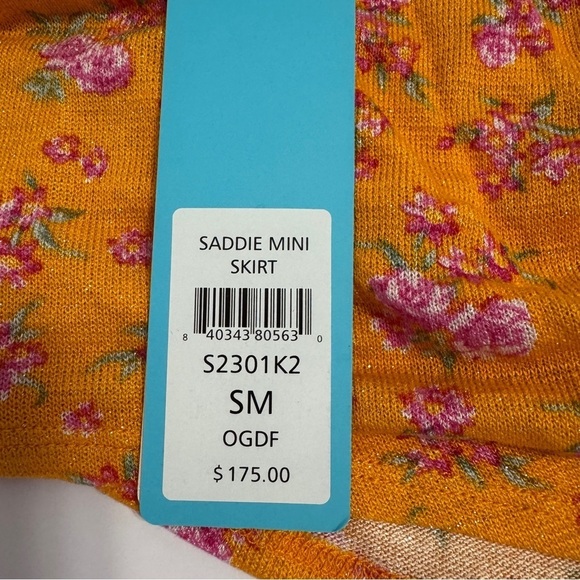 SADDIE MINI
SKIRT
8 40343 80563 0
S2301K2
SM
OGDF
$175.00